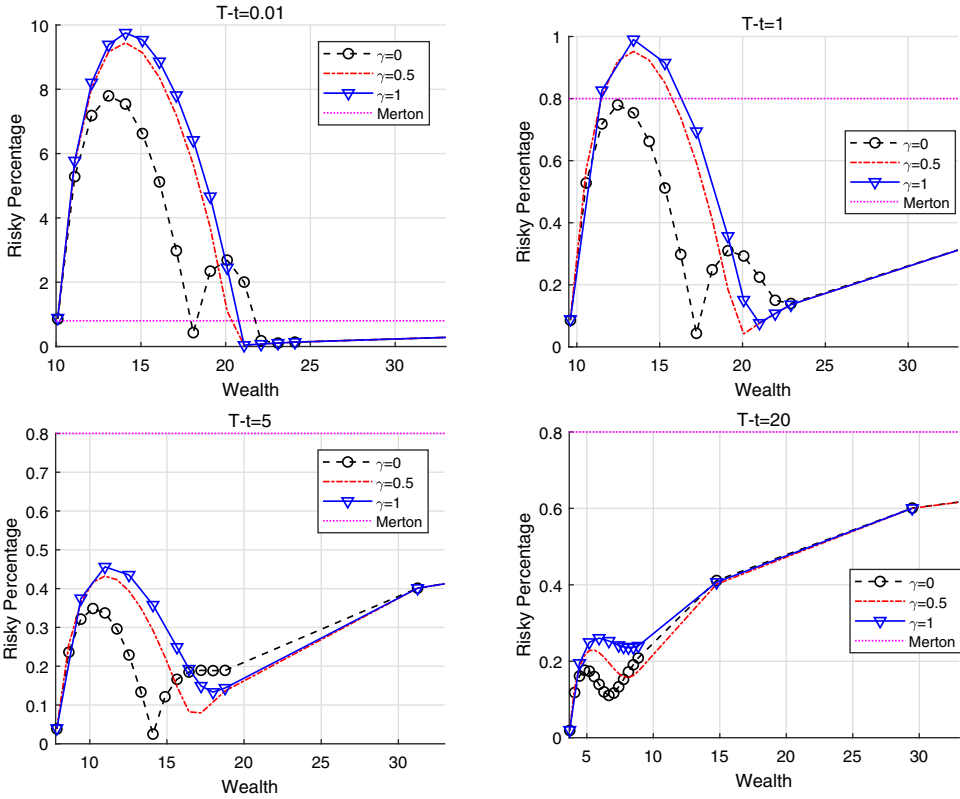 T-t=0.01
10
8
6
4
2
0
Risky Percentage
10
15
20
25
30
Wealth
γ=0
γ=0.5
γ=1
Merton
T-t=1
1
0.8
0.6
0.4
0.2
0
Risky Percentage
10
15
20
25
30
Wealth
γ=0
γ=0.5
γ=1
Merton
T-t=5
0.8
0.7
0.6
0.5
0.4
0.3
0.2
0.1
0
Risky Percentage
10
15
20
25
30
Wealth
γ=0
γ=0.5
γ=1
Merton
T-t=20
0.8
0.6
0.4
0.2
0
Risky Percentage
5
10
15
20
25
30
Wealth
γ=0
γ=0.5
γ=1
Merton